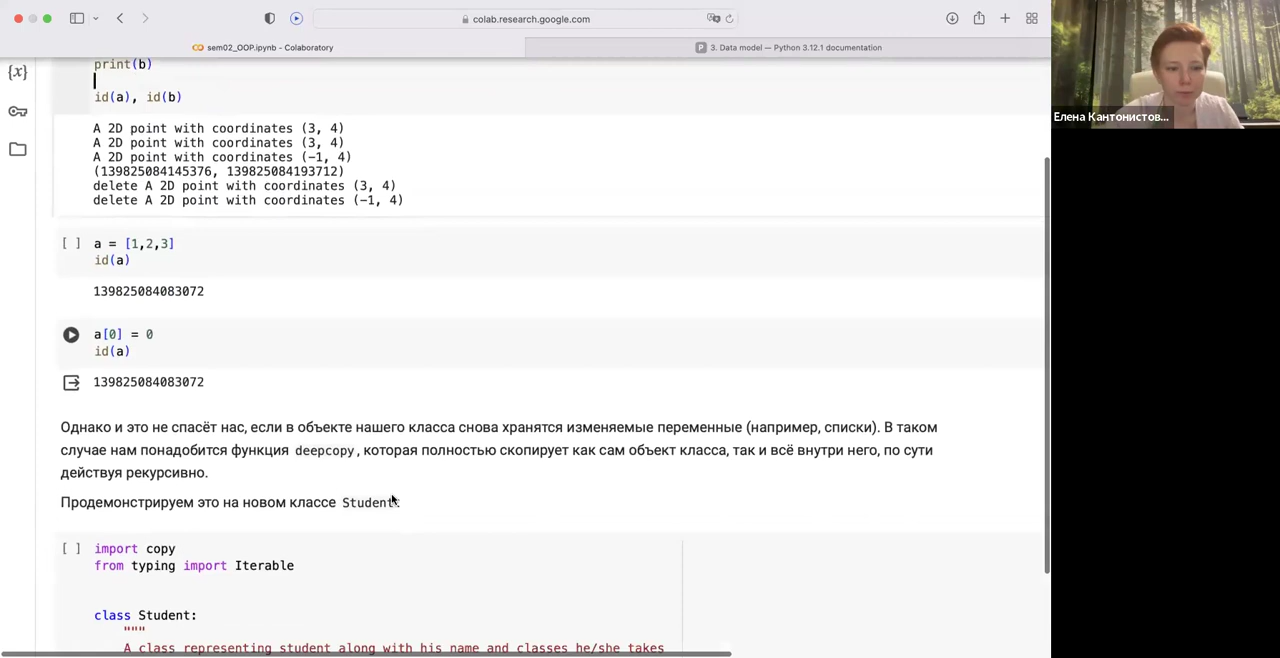 colab.research.google.com
sem02_OOP.ipynb - Colaboratory
3. Data model — Python 3.12.1 documentation
Елена Кантонистов...
print(b)
id(a), id(b)
A 2D point with coordinates (3, 4)
A 2D point with coordinates (3, 4)
A 2D point with coordinates (-1, 4)
(139825084145376, 139825084193712)
delete A 2D point with coordinates (3, 4)
delete A 2D point with coordinates (-1, 4)
[ ] a = [1,2,3]
id(a)
139825084083072
a[0] = 0
id(a)
139825084083072
Однако и это не спасёт нас, если в объекте нашего класса снова хранятся изменяемые переменные (например, списки). В таком
случае нам понадобится функция deepcopy, которая полностью скопирует как сам объект класса, так и всё внутри него, по сути
действуя рекурсивно.
Продемонстрируем это на новом классе Student:
[ ] import copy
from typing import Iterable
class Student:
"""
A class representing student along with his name and classes he/she takes